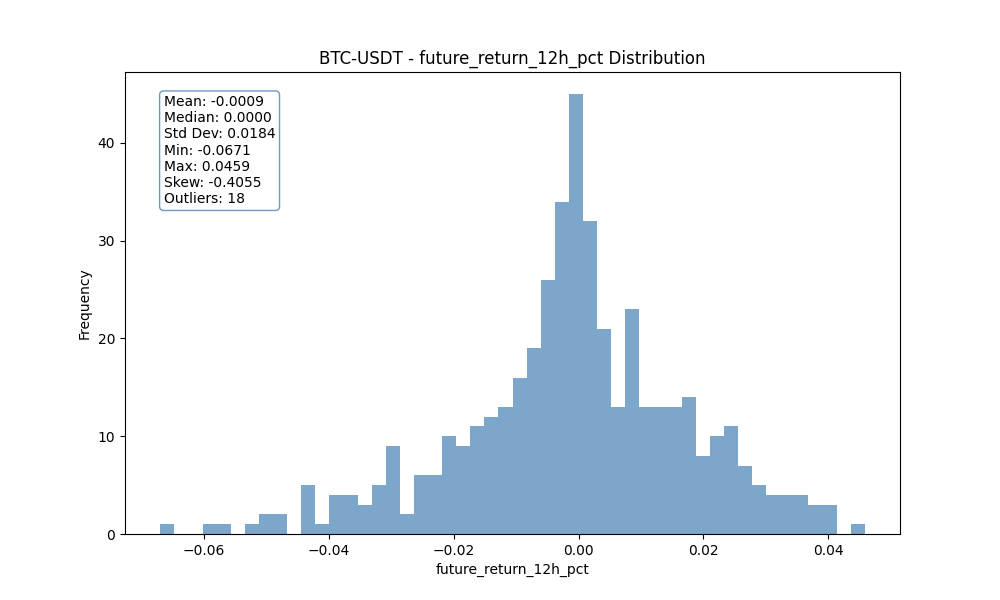 BTC-USDT - future_return_12h_pct Distribution
Mean: -0.0009
Median: 0.0000
Std Dev: 0.0184
Min: -0.0671
Max: 0.0459
Skew: -0.4055
Outliers: 18
Frequency
40
30
20
10
0
−0.06 −0.04 −0.02 0.00 0.02 0.04
future_return_12h_pct